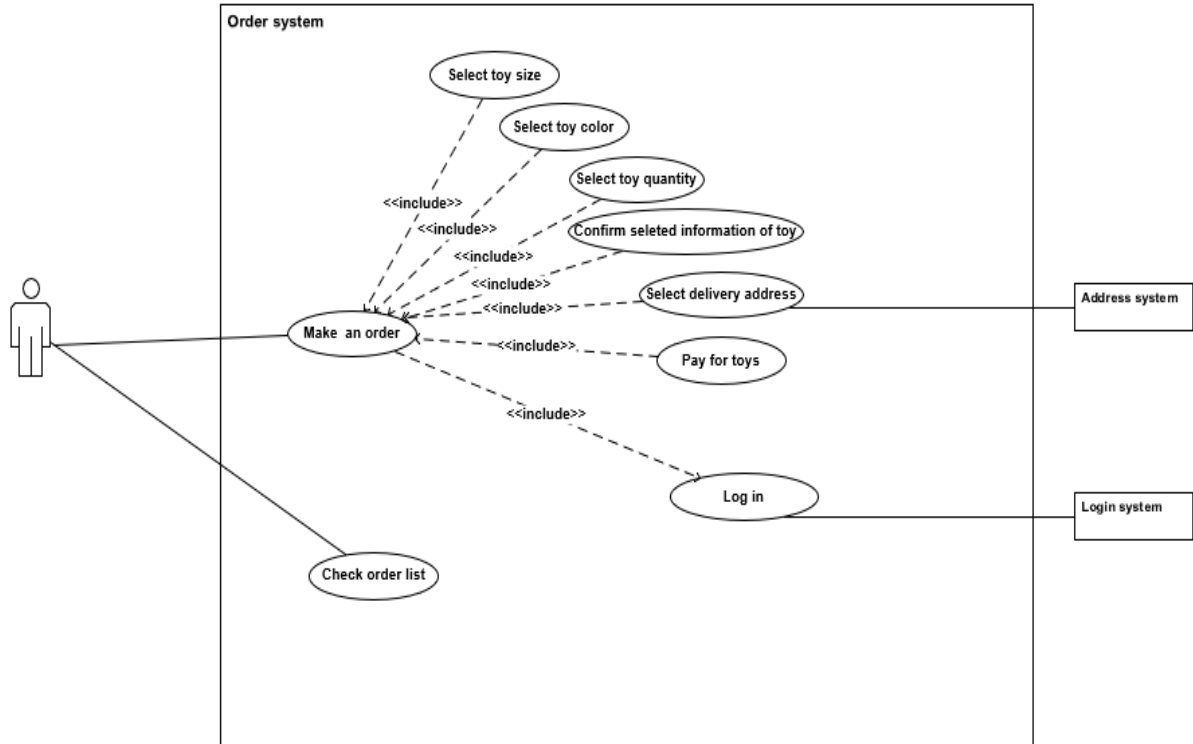 Order system
Select toy size
Select toy color
Select toy quantity
<<include>>
<<include>>
Confirm seleted information of toy
<<include>>
<<include>>
Select delivery address
Address system
<<include>>
Make an order
<<include>>
Pay for toys
<<include>>
Log in
Login system
Check order list